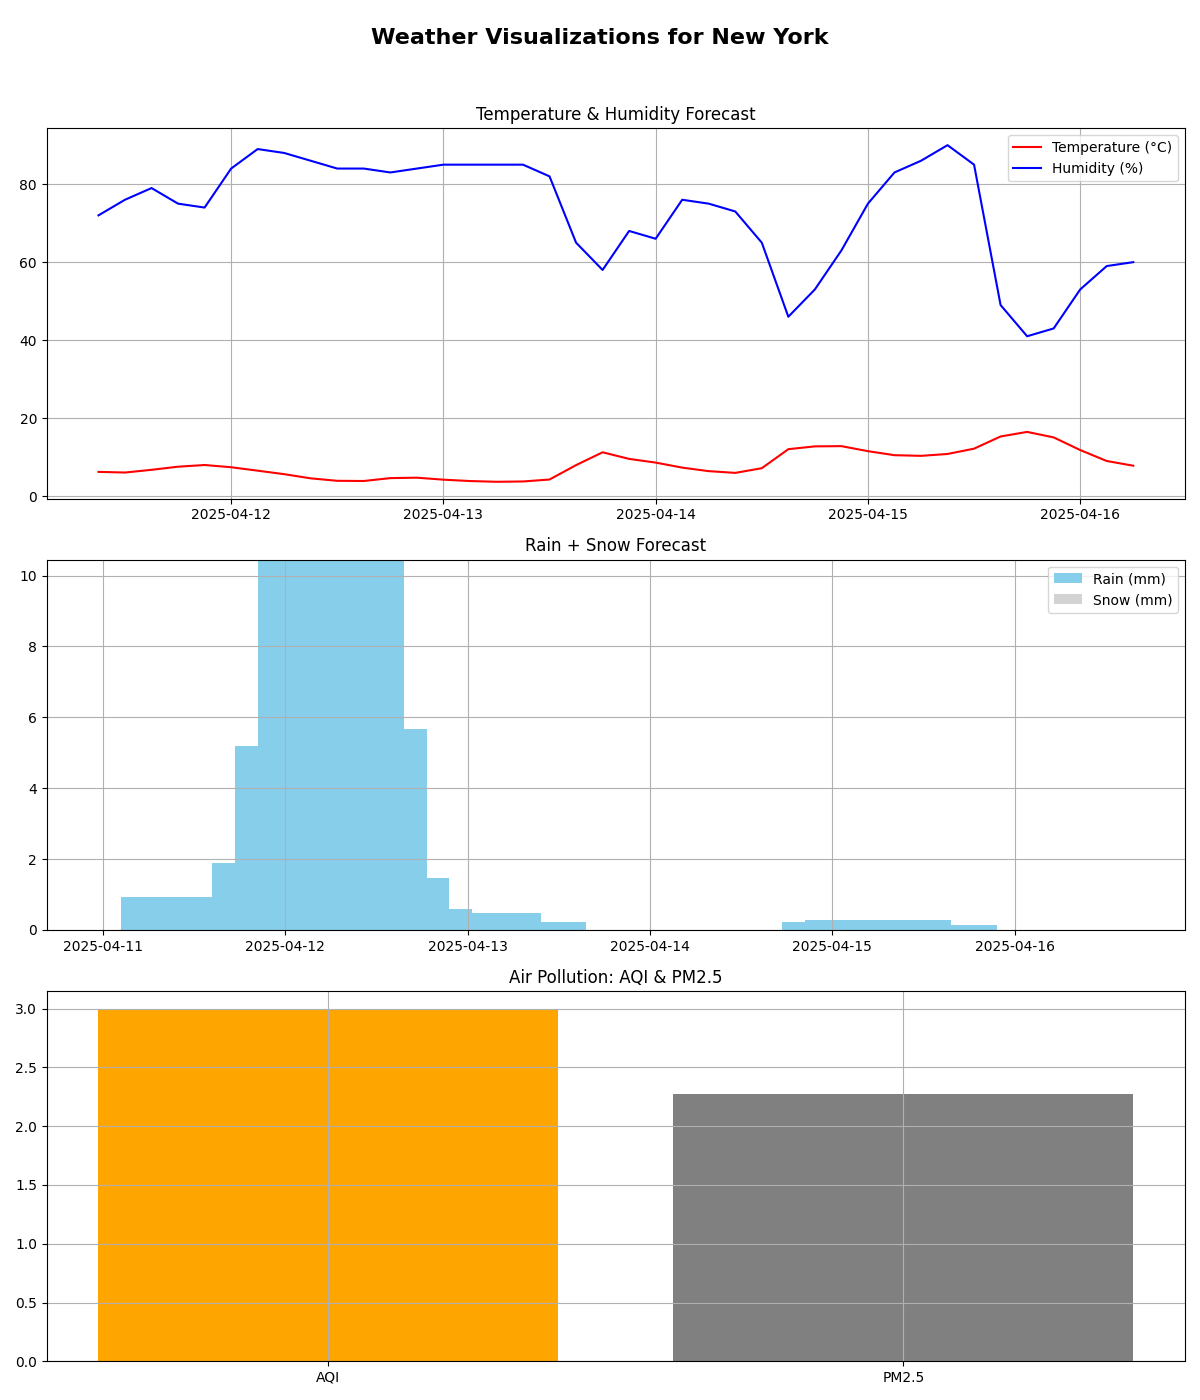 Weather Visualizations for New York
Temperature & Humidity Forecast
Temperature (°C)
Humidity (%)
80
60
40
20
0
2025-04-12 2025-04-13 2025-04-14 2025-04-15 2025-04-16
Rain + Snow Forecast
Rain (mm)
Snow (mm)
10
8
6
4
2
0
2025-04-11 2025-04-12 2025-04-13 2025-04-14 2025-04-15 2025-04-16
Air Pollution: AQI & PM2.5
3.0
2.5
2.0
1.5
1.0
0.5
0.0
AQI PM2.5